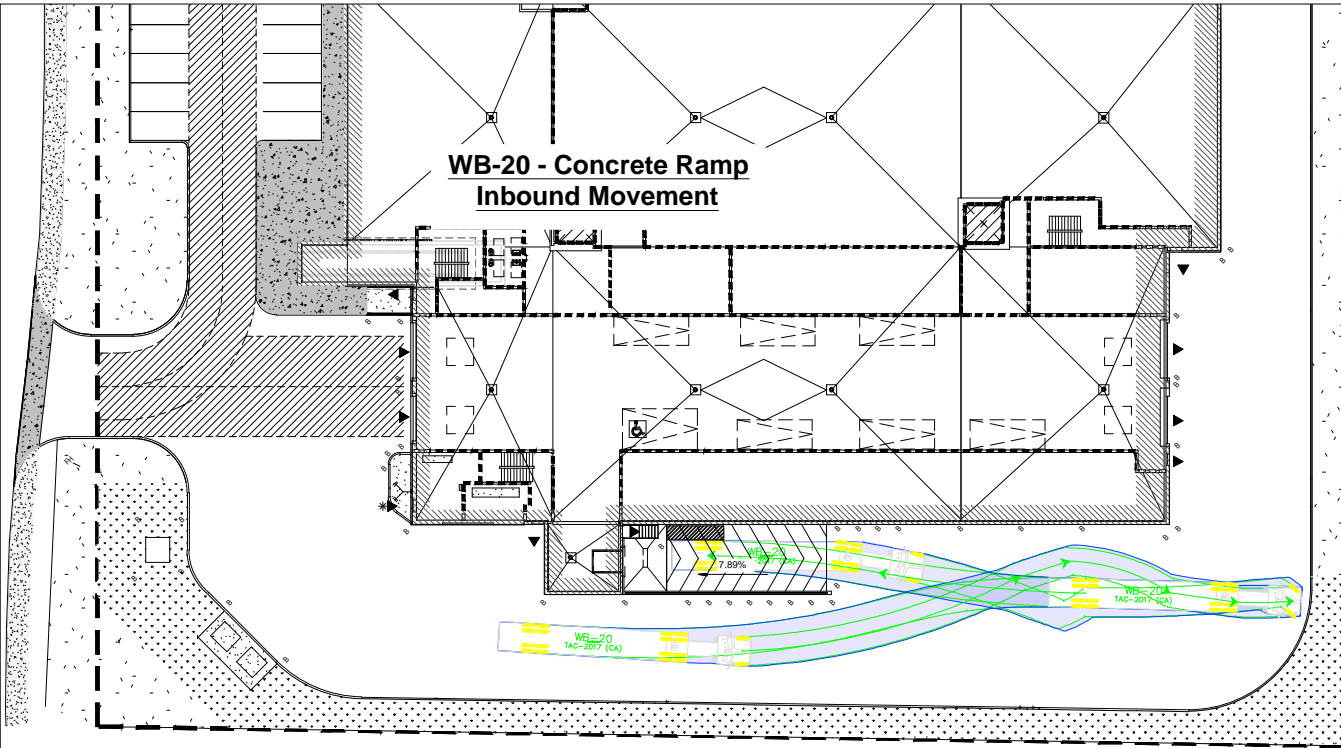 WB-20 - Concrete Ramp
Inbound Movement
WB-20
-2017 (CA)
7.89%
WB-20
TAC-2017 (CA)
WB-20
TAC-2017 (CA)